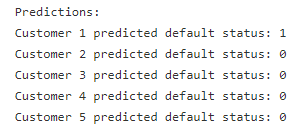 Predictions:
Customer 1 predicted default status: 1
Customer 2 predicted default status: 0
Customer 3 predicted default status: 0
Customer 4 predicted default status: 0
Customer 5 predicted default status: 0